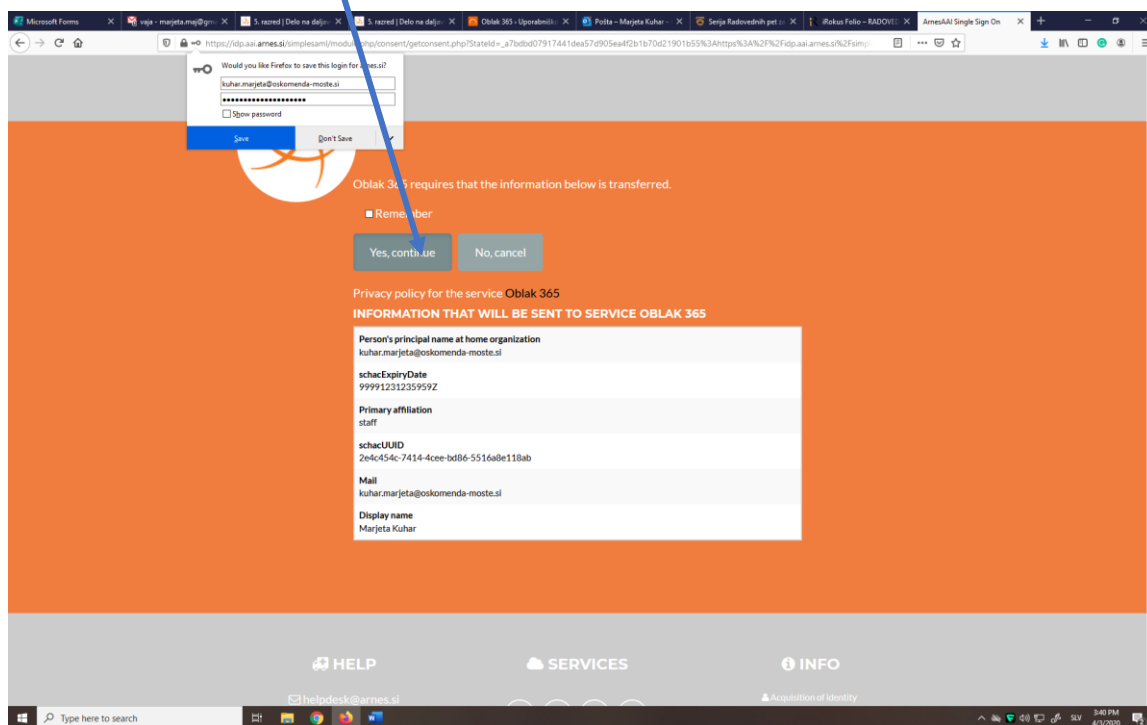 Microsoft Forms
vaja - marjeta.maj@gm
5. razred | Delo na daljav
5. razred | Delo na daljav
Oblak 365 - Uporabniški
Pošta – Marjeta Kuhar -
Serija Radovednih pet za
iRokus Folio – RADOVED
ArnesAAI Single Sign On
https://idp.aai.arnes.si/simplesaml/module.php/consent/getconsent.php?StateId=_a7bdbd07917441dea57d905ea4f2b1b70d21901b55%3Ahttps%3A%2F%2Fidp.aai.arnes.si%2Fsimp
Would you like Firefox to save this login for arnes.si?
kuhar.marjeta@oskomenda-moste.si
Show password
Save
Don't Save
Oblak 365 requires that the information below is transferred.
Remember
Yes, continue
No, cancel
Privacy policy for the service Oblak 365
INFORMATION THAT WILL BE SENT TO SERVICE OBLAK 365
Person's principal name at home organization
kuhar.marjeta@oskomenda-moste.si
schacExpiryDate
99991231235959Z
Primary affiliation
staff
schacUUID
2e4c454c-7414-4cee-bd86-5516a8e118ab
Mail
kuhar.marjeta@oskomenda-moste.si
Display name
Marjeta Kuhar
HELP
SERVICES
INFO
helpdesk@arnes.si
Acquisition of identity
Type here to search
SLV
3:40 PM
4/3/2020